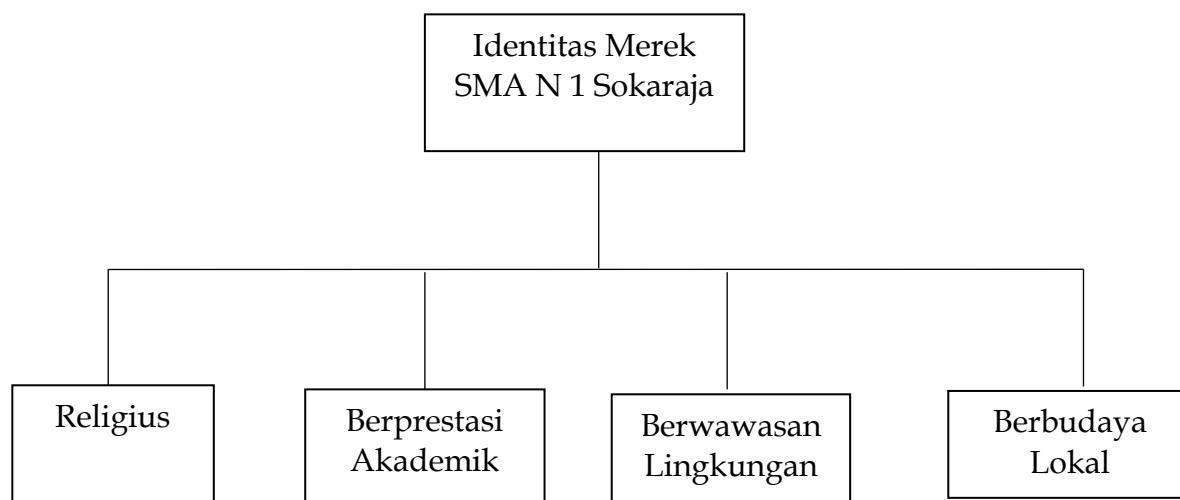 Identitas Merek
SMA N 1 Sokaraja
Religius
Berprestasi
Akademik
Berwawasan
Lingkungan
Berbudaya
Lokal